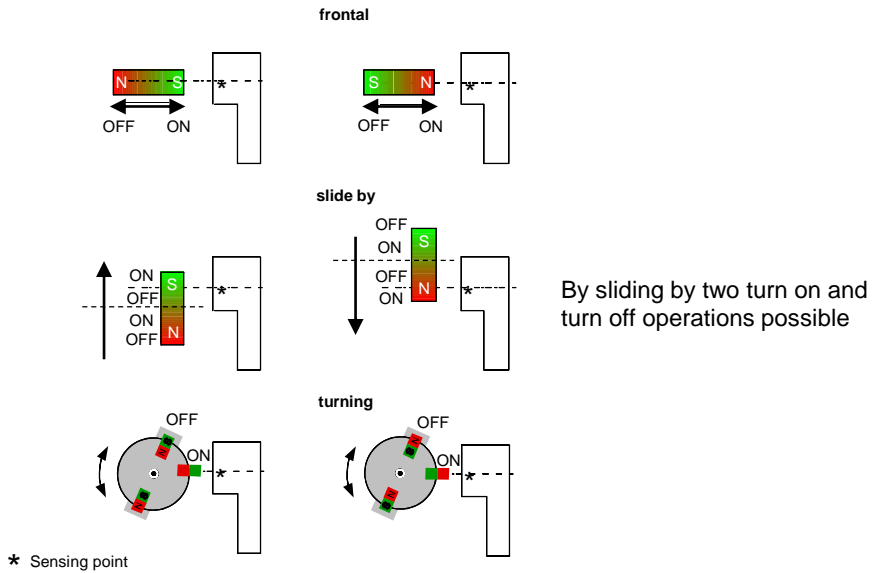 frontal
N S
S N
OFF ON
OFF ON
*
*
slide by
OFF
S
ON
OFF
ON N
ON
S
OFF
ON
OFF N
*
*
By sliding by two turn on and
turn off operations possible
turning
OFF
ON
*
N
N
OFF
ON
*
N
N
* Sensing point